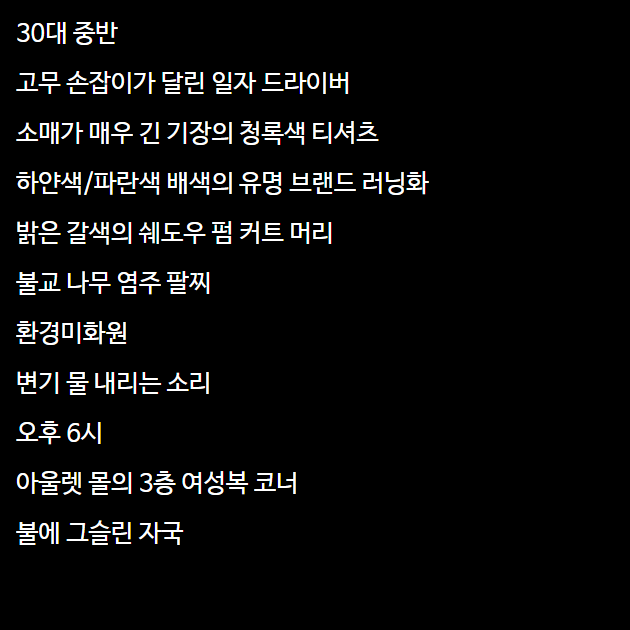 30대 중반
고무 손잡이가 달린 일자 드라이버
소매가 매우 긴 기장의 청록색 티셔츠
하얀색/파란색 배색의 유명 브랜드 러닝화
밝은 갈색의 쉐도우 펌 커트 머리
불교 나무 염주 팔찌
환경미화원
변기 물 내리는 소리
오후 6시
아울렛 몰의 3층 여성복 코너
불에 그슬린 자국